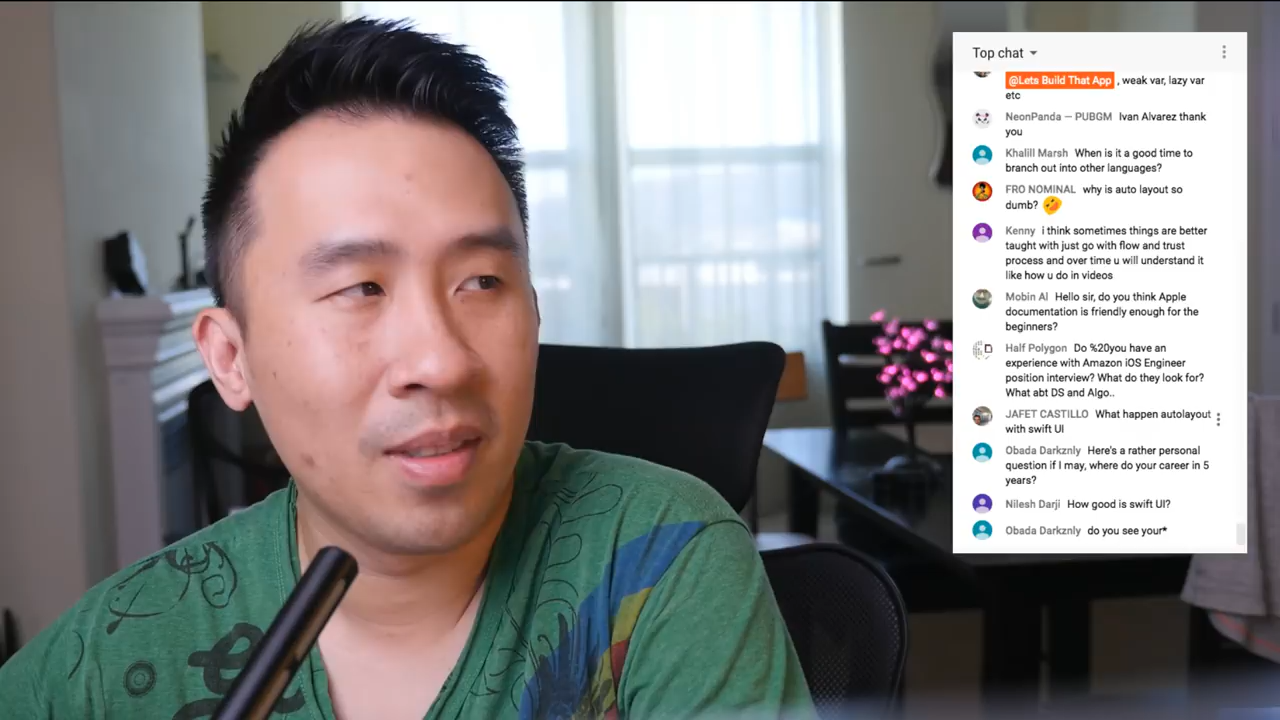 Top chat
@Lets Build That App , weak var, lazy var
etc
NeonPanda — PUBGM Ivan Alvarez thank
you
Khalill Marsh When is it a good time to
branch out into other languages?
FRO NOMINAL why is auto layout so
dumb?
Kenny i think sometimes things are better
taught with just go with flow and trust
process and over time u will understand it
like how u do in videos
Mobin Al Hello sir, do you think Apple
documentation is friendly enough for the
beginners?
Half Polygon Do %20you have an
experience with Amazon iOS Engineer
position interview? What do they look for?
What abt DS and Algo..
JAFET CASTILLO What happen autolayout
with swift UI
Obada Darkznly Here's a rather personal
question if I may, where do your career in 5
years?
Nilesh Darji How good is swift UI?
Obada Darkznly do you see your*